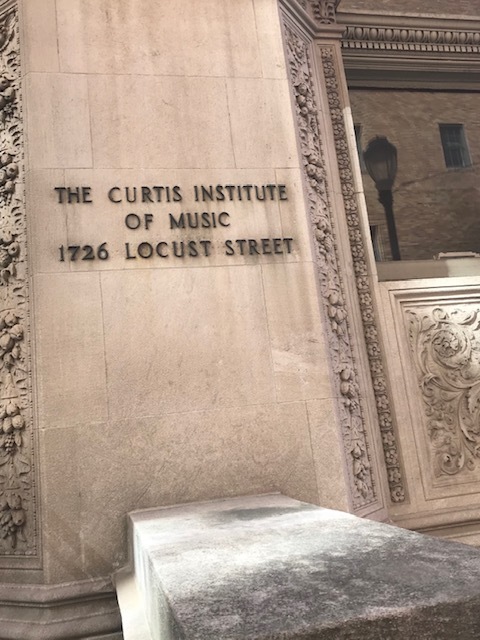 THE CURTIS INSTITUTE
OF MUSIC
1726 LOCUST STREET